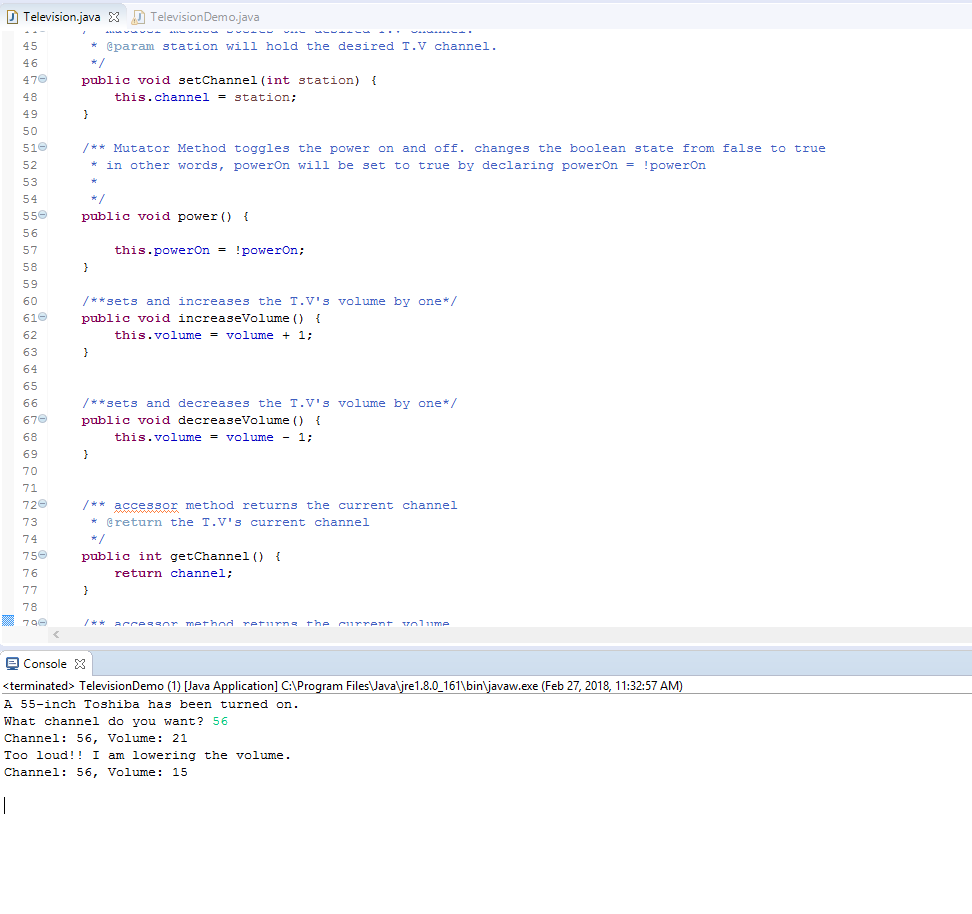 Television.java TelevisionDemo.java
45 * @param station will hold the desired T.V channel.
46 */
47 public void setChannel(int station) {
48 this.channel = station;
49 }
50
51 /** Mutator Method toggles the power on and off. changes the boolean state from false to true
52 * in other words, powerOn will be set to true by declaring powerOn = !powerOn
53 *
54 */
55 public void power() {
56
57 this.powerOn = !powerOn;
58 }
59
60 /**sets and increases the T.V's volume by one*/
61 public void increaseVolume() {
62 this.volume = volume + 1;
63 }
64
65
66 /**sets and decreases the T.V's volume by one*/
67 public void decreaseVolume() {
68 this.volume = volume - 1;
69 }
70
71
72 /** accessor method returns the current channel
73 * @return the T.V's current channel
74 */
75 public int getChannel() {
76 return channel;
77 }
78
79 /** accessor method returns the current volume
Console
<terminated> TelevisionDemo (1) [Java Application] C:\Program Files\Java\jre1.8.0_161\bin\javaw.exe (Feb 27, 2018, 11:32:57 AM)
A 55-inch Toshiba has been turned on.
What channel do you want? 56
Channel: 56, Volume: 21
Too loud!! I am lowering the volume.
Channel: 56, Volume: 15